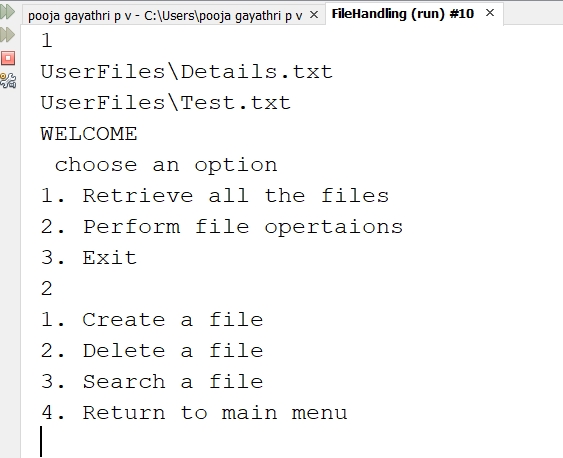 pooja gayathri p v - C:\Users\pooja gayathri p v × FileHandling (run) #10 ×
1
UserFiles\Details.txt
UserFiles\Test.txt
WELCOME
choose an option
1. Retrieve all the files
2. Perform file opertaions
3. Exit
2
1. Create a file
2. Delete a file
3. Search a file
4. Return to main menu